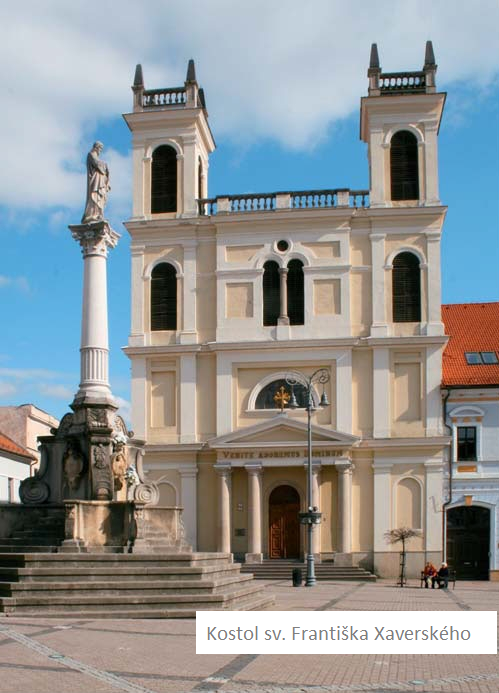 VENITE ADOREMUS DOMINUM
Kostol sv. Františka Xaverského